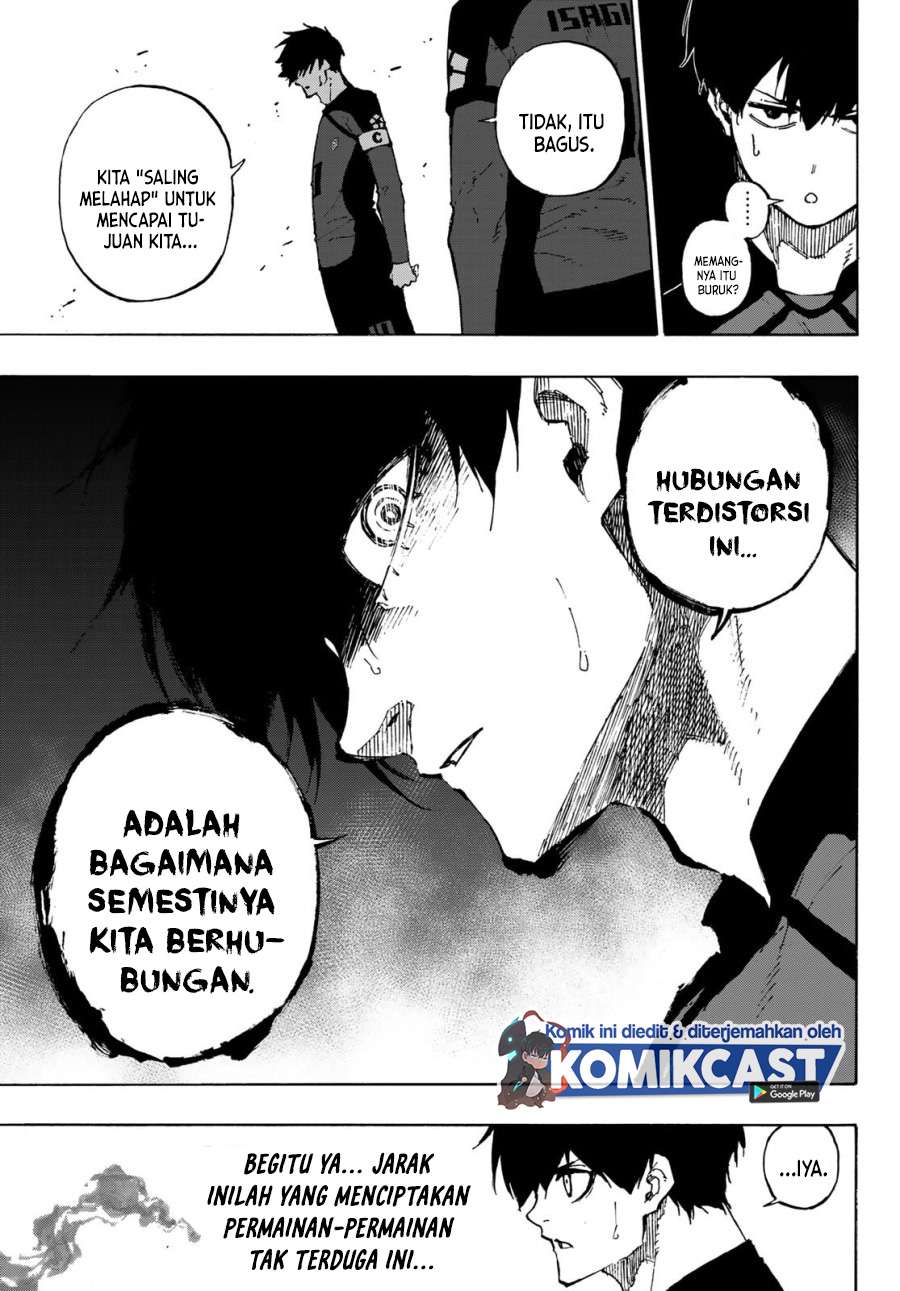 ......
MEMANG-
NYA ITU
BURUK?
ISAGI
TIDAK, ITU
BAGUS.
C
KITA "SALING
MELAHAP" UNTUK
MENCAPAI TU-
JUAN KITA...
HUBUNGAN
TERDISTORSI
INI...
ADALAH
BAGAIMANA
SEMESTINYA
KITA BERHU-
BUNGAN.
Komik ini diedit & diterjemahkan oleh
KOMIKCAST
GET IT ON
Google Play
...IYA.
BEGITU YA... JARAK
INILAH YANG MENCIPTAKAN
PERMAINAN-PERMAINAN
TAK TERDUGA INI...